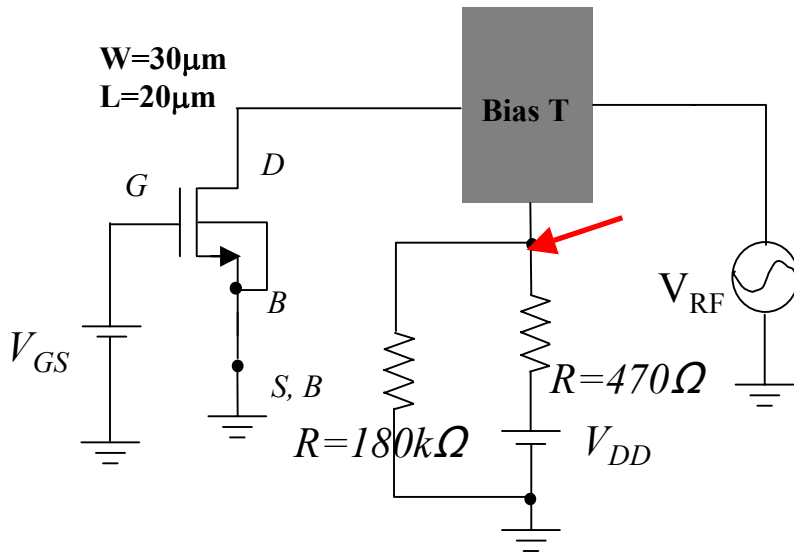 W=30μm
L=20μm
Bias T
G
D
B
V_GS
S, B
V_RF
R=470Ω
R=180kΩ
V_DD